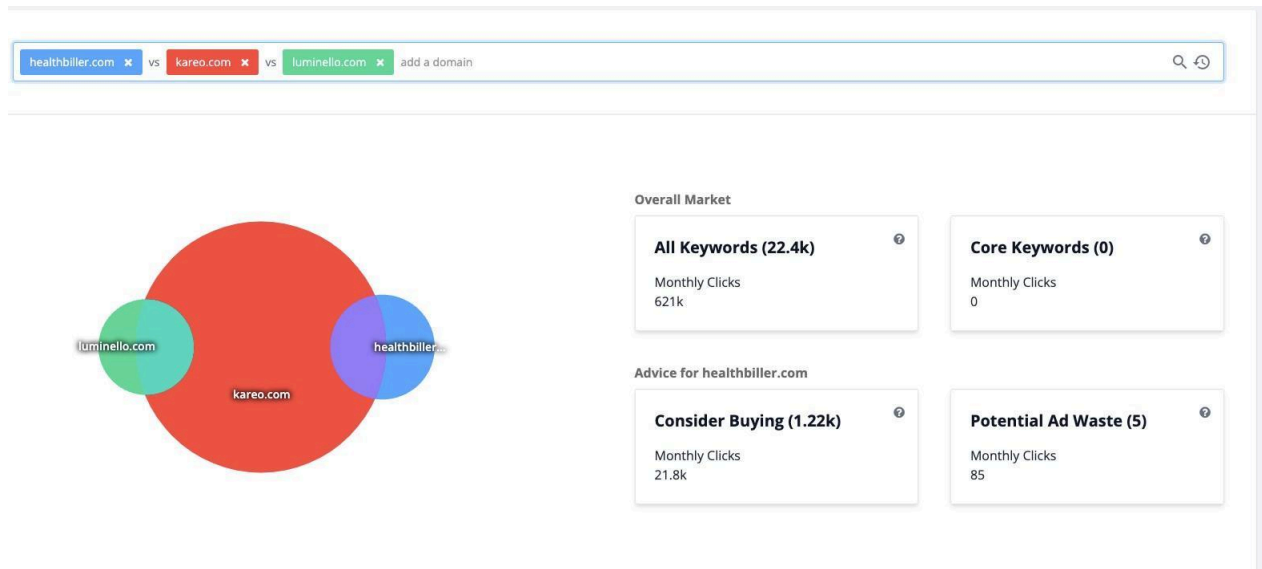 healthbiller.com × vs kareo.com × vs luminello.com × add a domain
Overall Market
All Keywords (22.4k)
Monthly Clicks
621k
Core Keywords (0)
Monthly Clicks
0
luminello.com
healthbiller...
kareo.com
Advice for healthbiller.com
Consider Buying (1.22k)
Monthly Clicks
21.8k
Potential Ad Waste (5)
Monthly Clicks
85